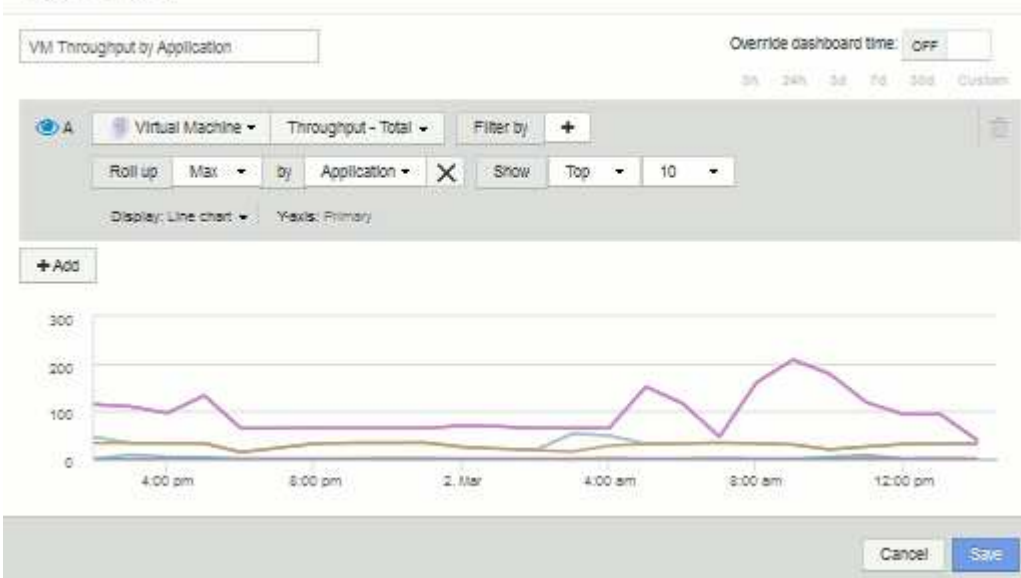 VM Throughput by Application
Override dashboard time: OFF
3h 24h 3d 7d 30d Custom
A Virtual Machine Throughput - Total Filter by +
Roll up Max by Application X Show Top 10
Display: Line chart Y-axis: Primary
+ Add
300
200
100
0
4:00 pm 8:00 pm 2. Mar 4:00 am 8:00 am 12:00 pm
Cancel Save